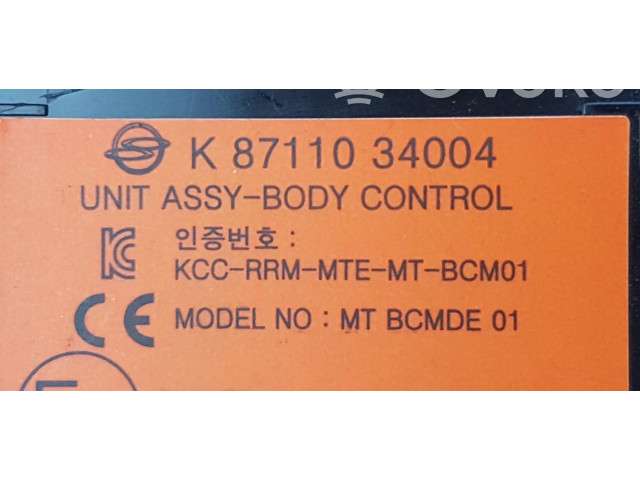 K 87110 34004
UNIT ASSY-BODY CONTROL
인증번호 :
KCC-RRM-MTE-MT-BCM01
MODEL NO : MT BCMDE 01